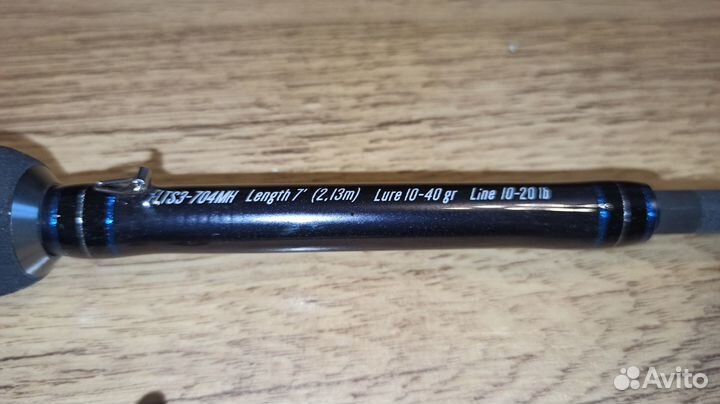 LTS3-704MH Length 7' (2,13m) Lure 10-40 gr Line 10-20 lb
Avito